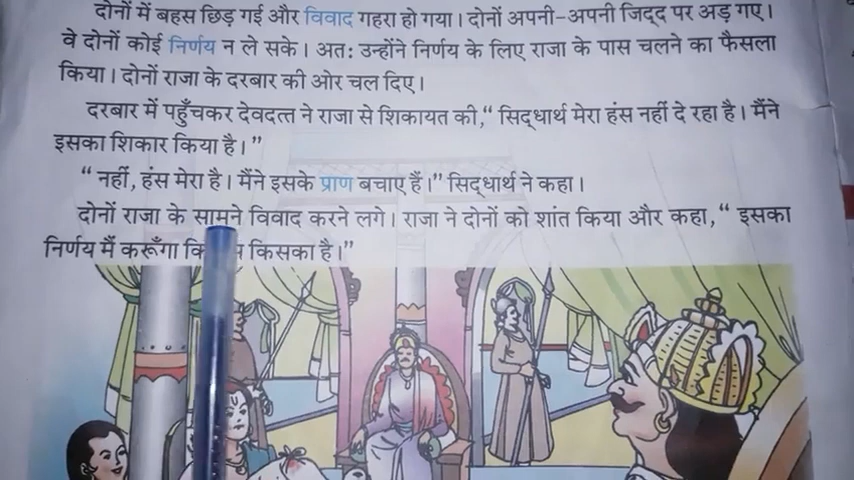 दोनों में बहस छिड़ गई और विवाद गहरा हो गया। दोनों अपनी-अपनी जिद्द पर अड़ गए।
वे दोनों कोई निर्णय न ले सके। अतः उन्होंने निर्णय के लिए राजा के पास चलने का फैसला
किया। दोनों राजा के दरबार की ओर चल दिए।
दरबार में पहुँचकर देवदत्त ने राजा से शिकायत की,“ सिद्धार्थ मेरा हंस नहीं दे रहा है। मैंने
इसका शिकार किया है।”
“ नहीं, हंस मेरा है। मैंने इसके प्राण बचाए हैं।” सिद्धार्थ ने कहा।
दोनों राजा के सामने विवाद करने लगे। राजा ने दोनों को शांत किया और कहा,“ इसका
निर्णय मैं करूँगा कि किसका है।”